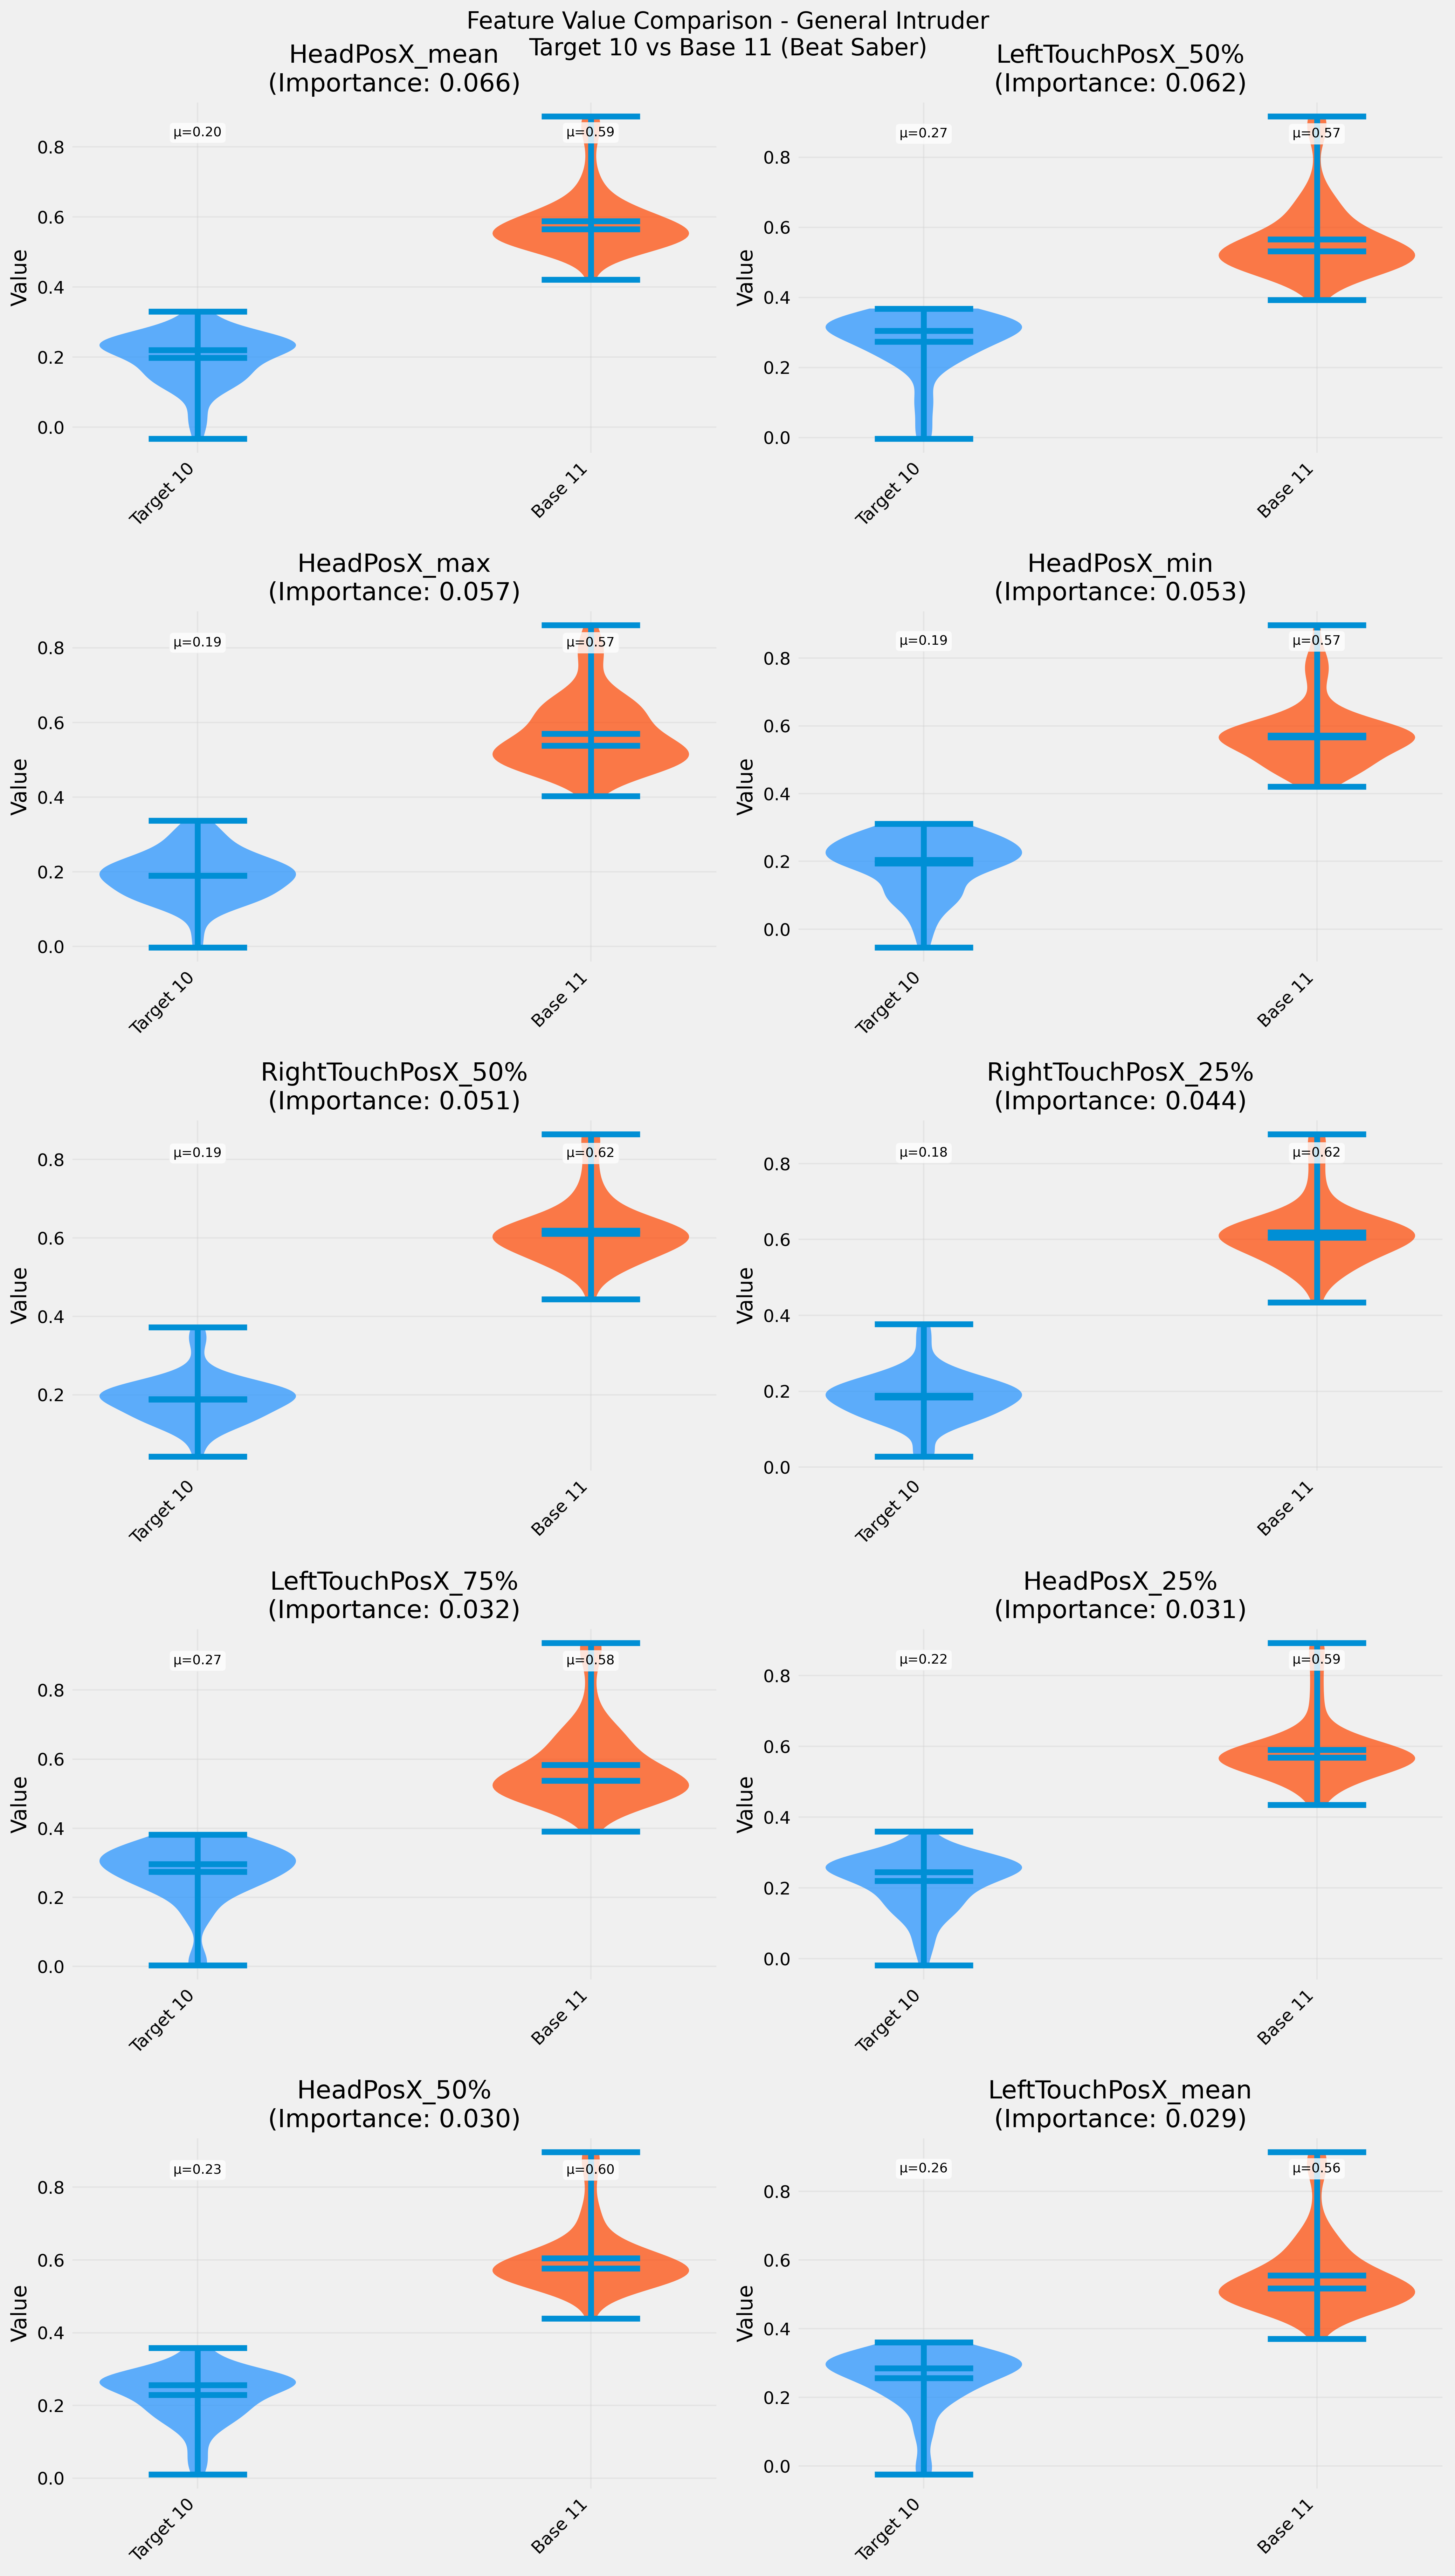 Feature Value Comparison - General Intruder
Target 10 vs Base 11 (Beat Saber)
HeadPosX_mean
(Importance: 0.066)
Value
0.8
0.6
0.4
0.2
0.0
μ=0.20
μ=0.59
Target 10
Base 11
LeftTouchPosX_50%
(Importance: 0.062)
Value
0.8
0.6
0.4
0.2
0.0
μ=0.27
μ=0.57
Target 10
Base 11
HeadPosX_max
(Importance: 0.057)
Value
0.8
0.6
0.4
0.2
0.0
μ=0.19
μ=0.57
Target 10
Base 11
HeadPosX_min
(Importance: 0.053)
Value
0.8
0.6
0.4
0.2
0.0
μ=0.19
μ=0.57
Target 10
Base 11
RightTouchPosX_50%
(Importance: 0.051)
Value
0.8
0.6
0.4
0.2
μ=0.19
μ=0.62
Target 10
Base 11
RightTouchPosX_25%
(Importance: 0.044)
Value
0.8
0.6
0.4
0.2
0.0
μ=0.18
μ=0.62
Target 10
Base 11
LeftTouchPosX_75%
(Importance: 0.032)
Value
0.8
0.6
0.4
0.2
0.0
μ=0.27
μ=0.58
Target 10
Base 11
HeadPosX_25%
(Importance: 0.031)
Value
0.8
0.6
0.4
0.2
0.0
μ=0.22
μ=0.59
Target 10
Base 11
HeadPosX_50%
(Importance: 0.030)
Value
0.8
0.6
0.4
0.2
0.0
μ=0.23
μ=0.60
Target 10
Base 11
LeftTouchPosX_mean
(Importance: 0.029)
Value
0.8
0.6
0.4
0.2
0.0
μ=0.26
μ=0.56
Target 10
Base 11